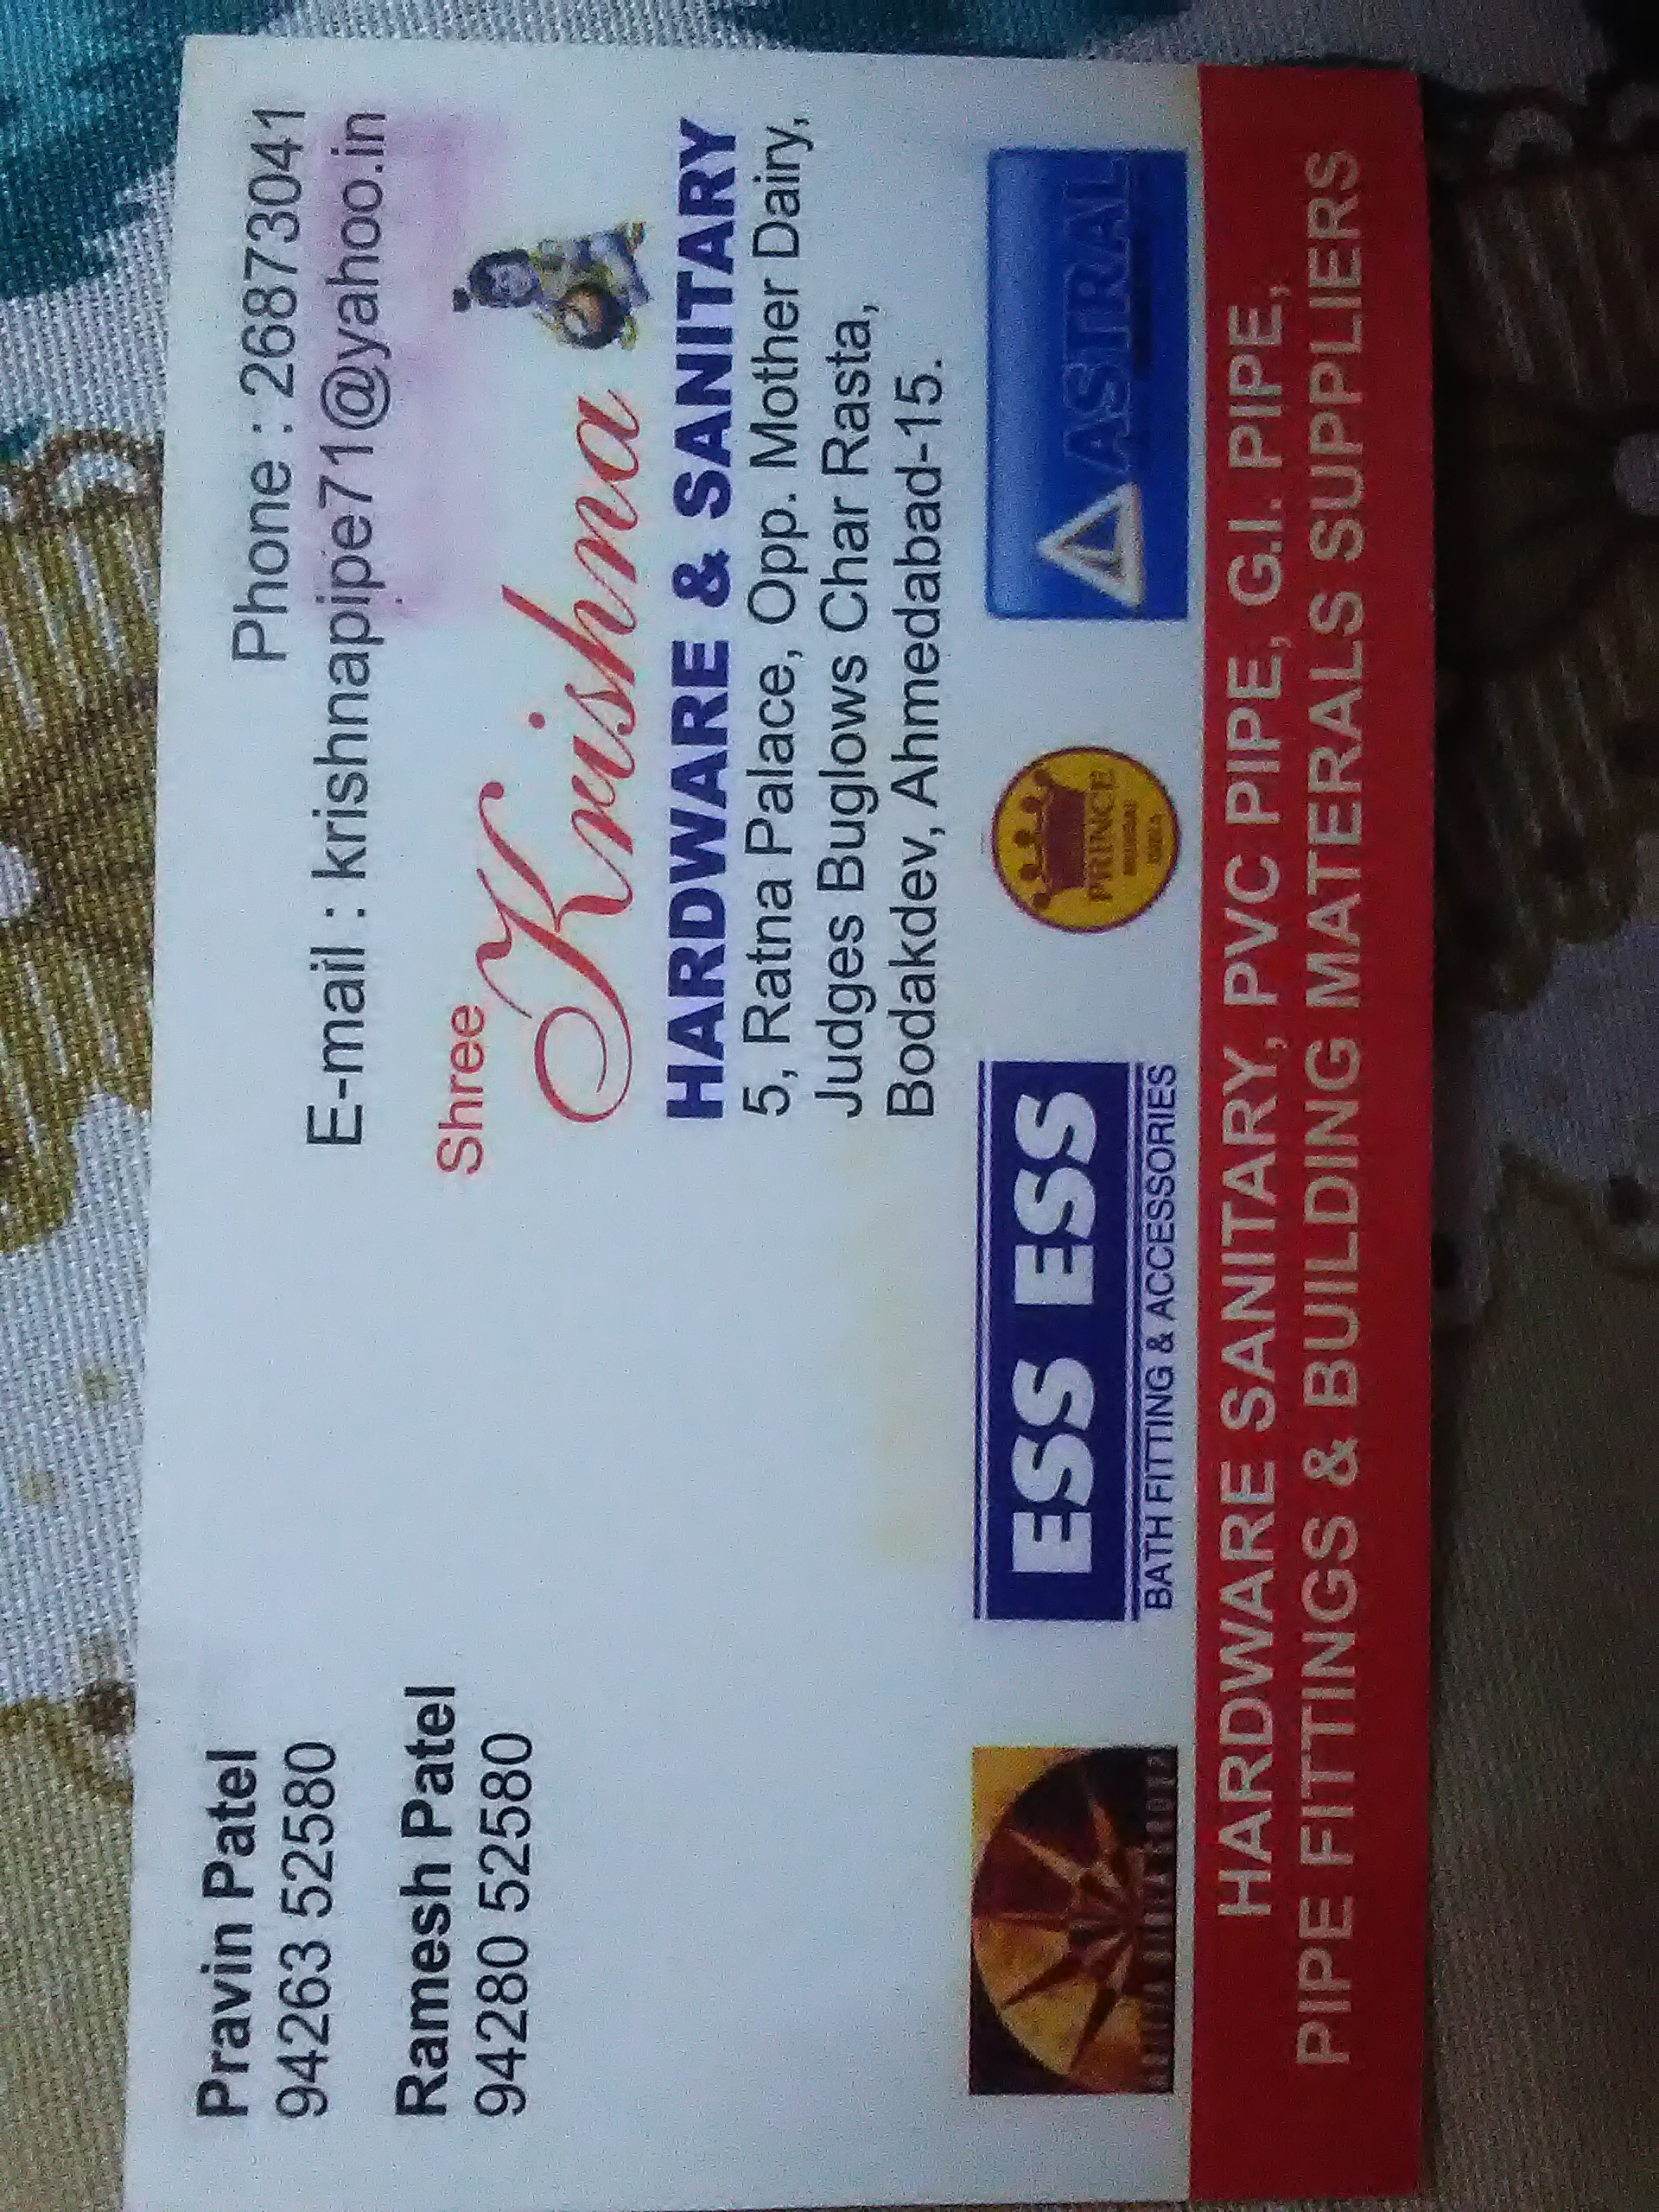 Pravin Patel
94263 52580
Ramesh Patel
94280 52580
Phone : 26873041
E-mail : krishnapipe71@yahoo.in
Shree
Krishna
HARDWARE & SANITARY
5, Ratna Palace, Opp. Mother Dairy,
Judges Buglows Char Rasta,
Bodakdev, Ahmedabad-15.
ESS ESS
BATH FITTING & ACCESSORIES
PRINCE
ASTRAL
HARDWARE SANITARY, PVC PIPE, G.I. PIPE,
PIPE FITTINGS & BUILDING MATERALS SUPPLIERS